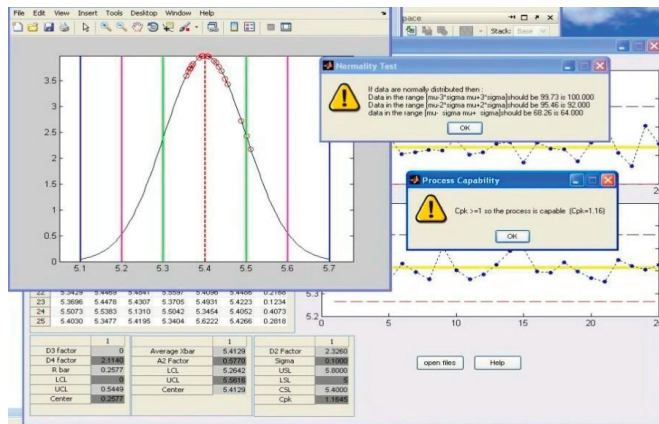 File Edit View Insert Tools Desktop Window Help
pace
Stack: Base
3.5
3
2.5
2
1.5
1
0.5
0
5.1 5.2 5.3 5.4 5.5 5.6 5.7
Normality Test
If data are normally distributed then :
Data in the range [mu-3*sigma mu+3*sigma]should be 99.73 is 100.000
Data in the range [mu-2*sigma mu+2*sigma]should be 95.46 is 92.000
data in the range [mu- sigma mu+ sigma]should be 68.26 is 64.000
OK
Process Capability
Cpk >=1 so the process is capable (Cpk=1.16)
OK
5.3
5.2
0 5 10 15 20 25
23 5.3696 5.4478 5.4307 5.3705 5.4931 5.4223 0.1234
24 5.5073 5.5383 5.1310 5.5042 5.3454 5.4052 0.4073
25 5.4030 5.3477 5.4195 5.3404 5.6222 5.4266 0.2818
1
D3 factor 0
D4 factor 2.1140
R bar 0.2577
LCL 0
UCL 0.5449
Center 0.2577
1
Average Xbar 5.4129
A2 Factor 0.5770
LCL 5.2642
UCL 5.5616
Center 5.4129
1
D2 Factor 2.3260
Sigma 0.1000
USL 5.8000
LSL 5
CSL 5.4000
Cpk 1.1645
open files
Help